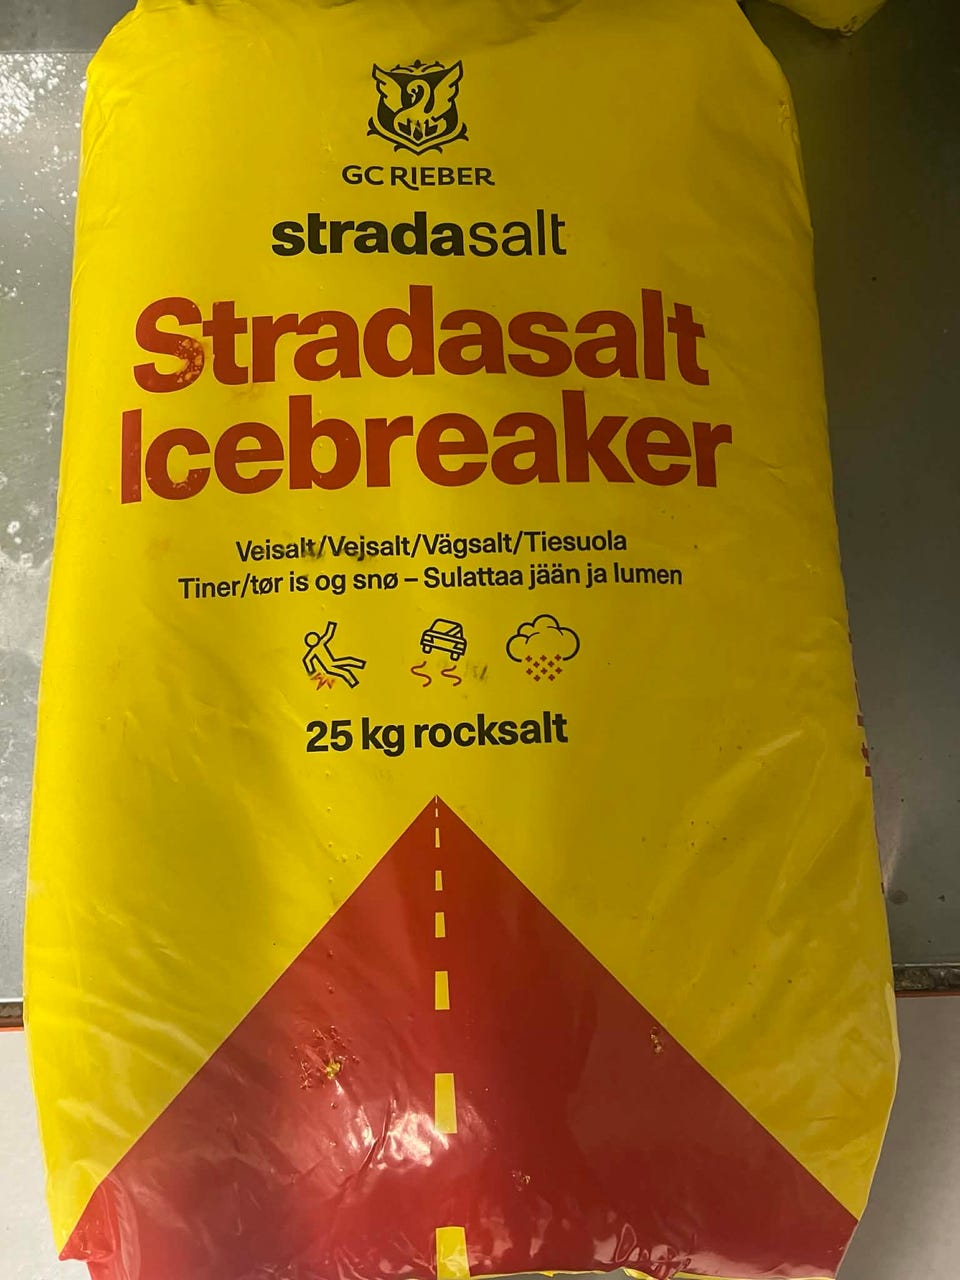 GC RIEBER
stradasalt
Stradasalt
Icebreaker
Veisalt/Vejsalt/Vägsalt/Tiesuola
Tiner/tør is og snø – Sulattaa jään ja lumen
25 kg rocksalt